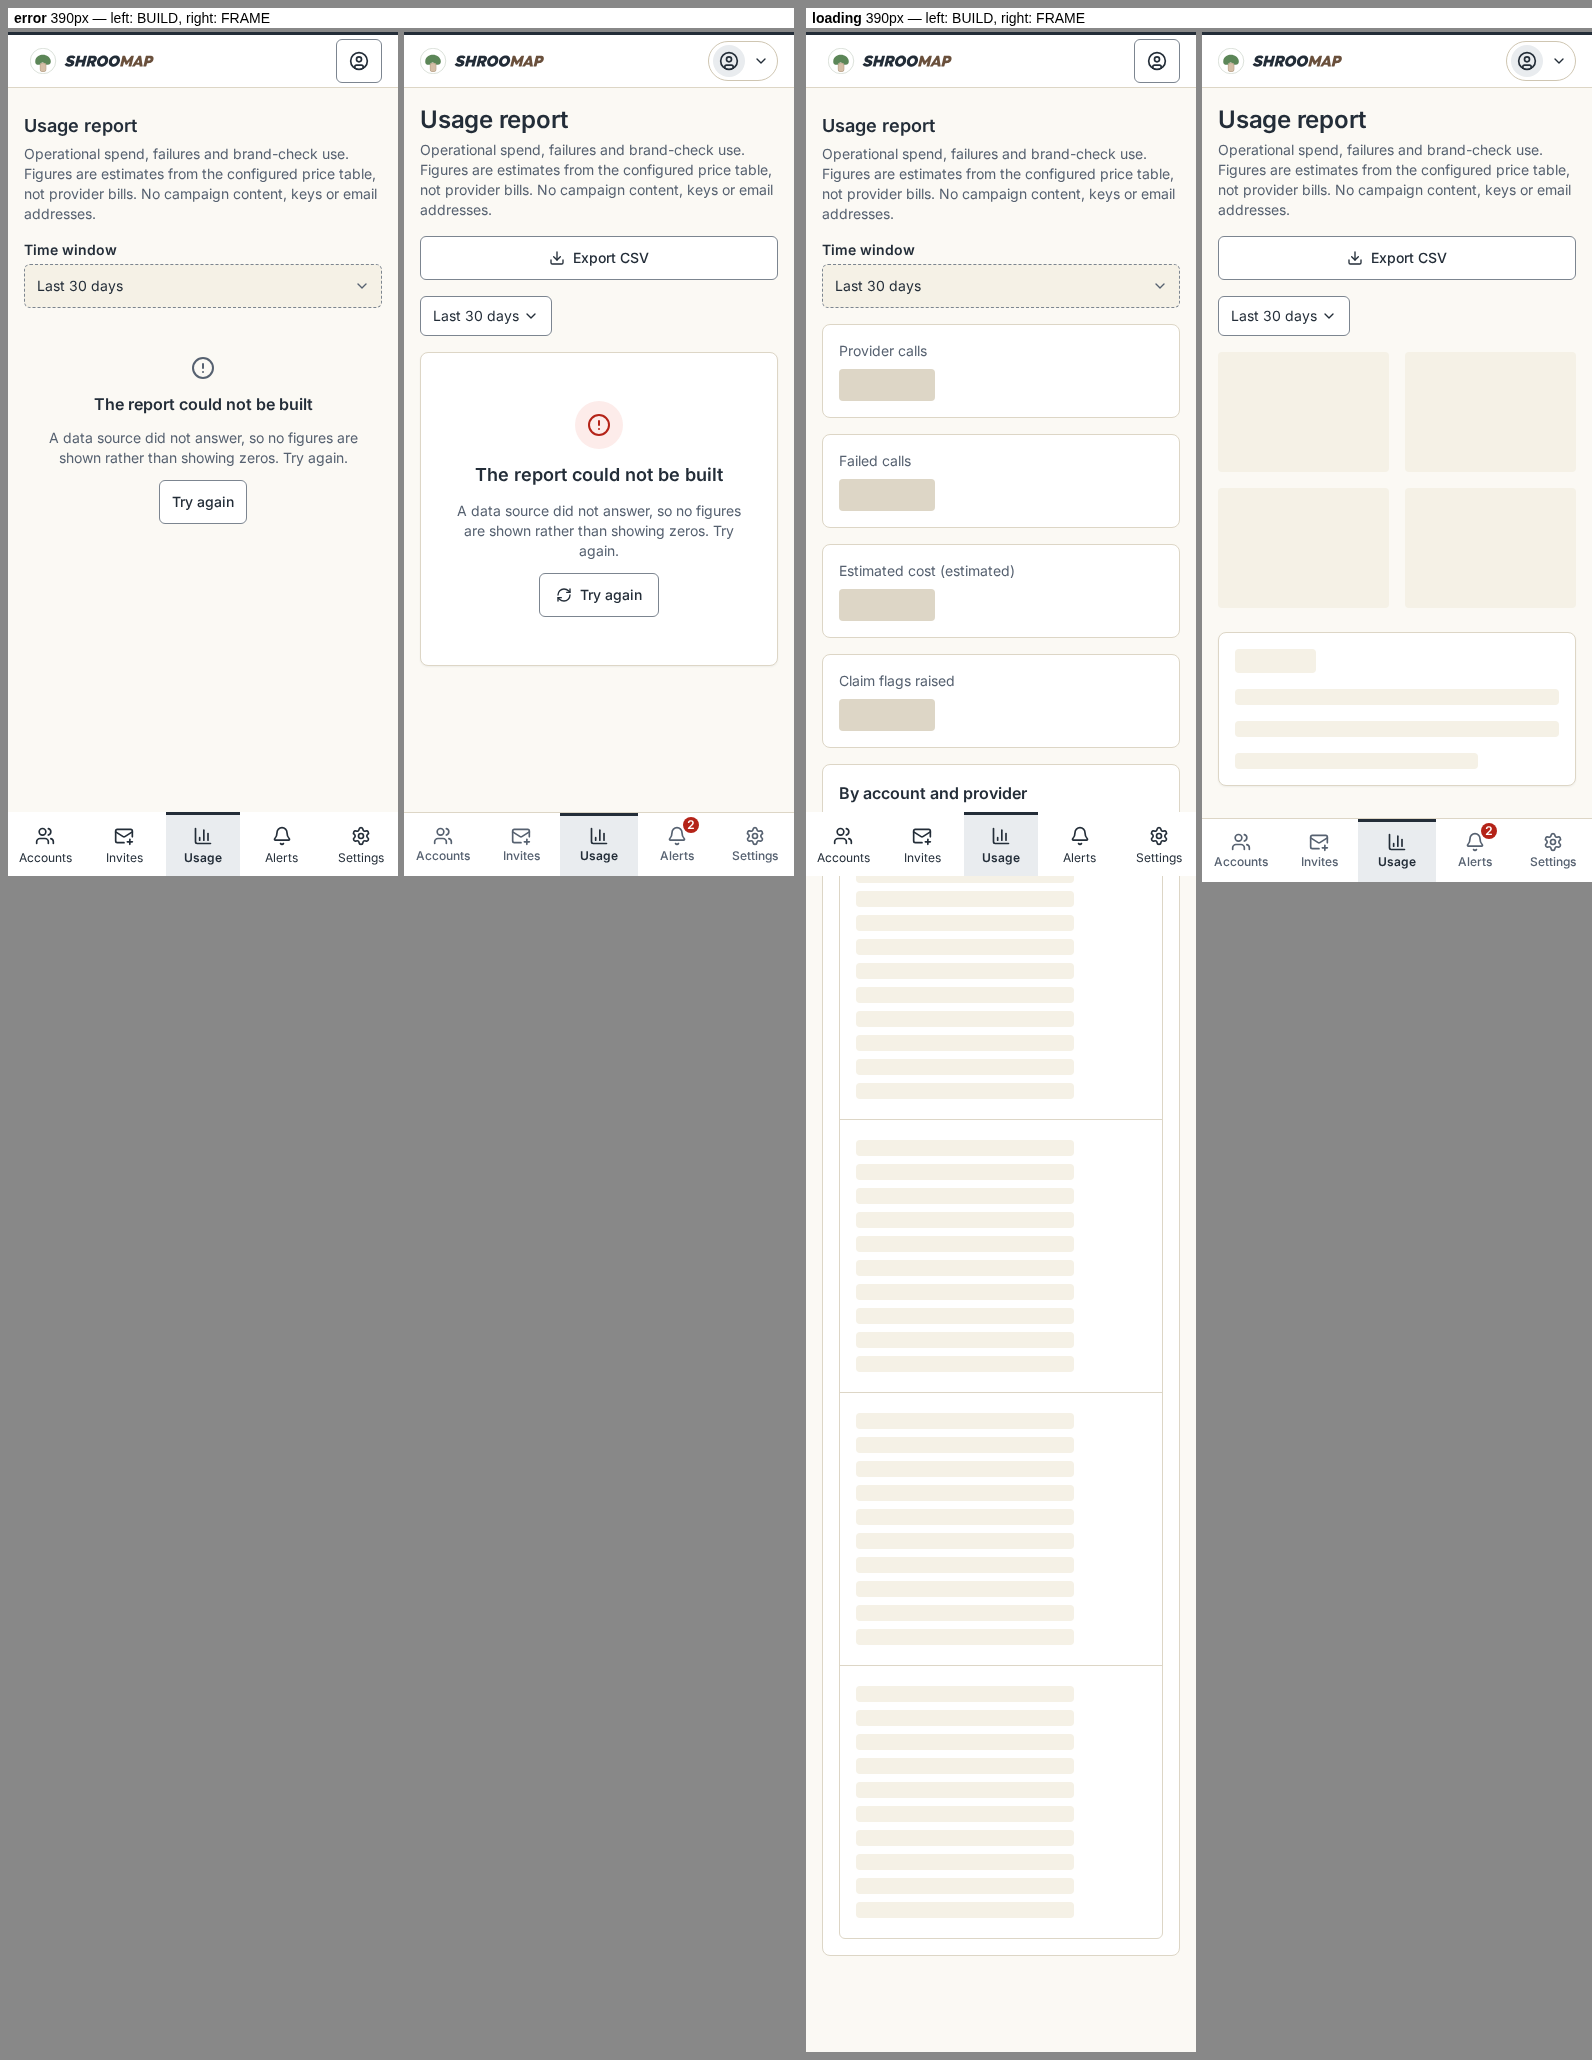 error 390px — left: BUILD, right: FRAME
SHROOMAP
Usage report
Operational spend, failures and brand-check use.
Figures are estimates from the configured price table,
not provider bills. No campaign content, keys or email
addresses.
Time window
Last 30 days
The report could not be built
A data source did not answer, so no figures are
shown rather than showing zeros. Try again.
Try again
Accounts
Invites
Usage
Alerts
Settings
SHROOMAP
Usage report
Operational spend, failures and brand-check use.
Figures are estimates from the configured price table,
not provider bills. No campaign content, keys or email
addresses.
Export CSV
Last 30 days
The report could not be built
A data source did not answer, so no figures
are shown rather than showing zeros. Try
again.
Try again
Accounts
Invites
Usage
2
Alerts
Settings
loading 390px — left: BUILD, right: FRAME
SHROOMAP
Usage report
Operational spend, failures and brand-check use.
Figures are estimates from the configured price table,
not provider bills. No campaign content, keys or email
addresses.
Time window
Last 30 days
Provider calls
Failed calls
Estimated cost (estimated)
Claim flags raised
By account and provider
Accounts
Invites
Usage
Alerts
Settings
SHROOMAP
Usage report
Operational spend, failures and brand-check use.
Figures are estimates from the configured price table,
not provider bills. No campaign content, keys or email
addresses.
Export CSV
Last 30 days
Accounts
Invites
Usage
2
Alerts
Settings